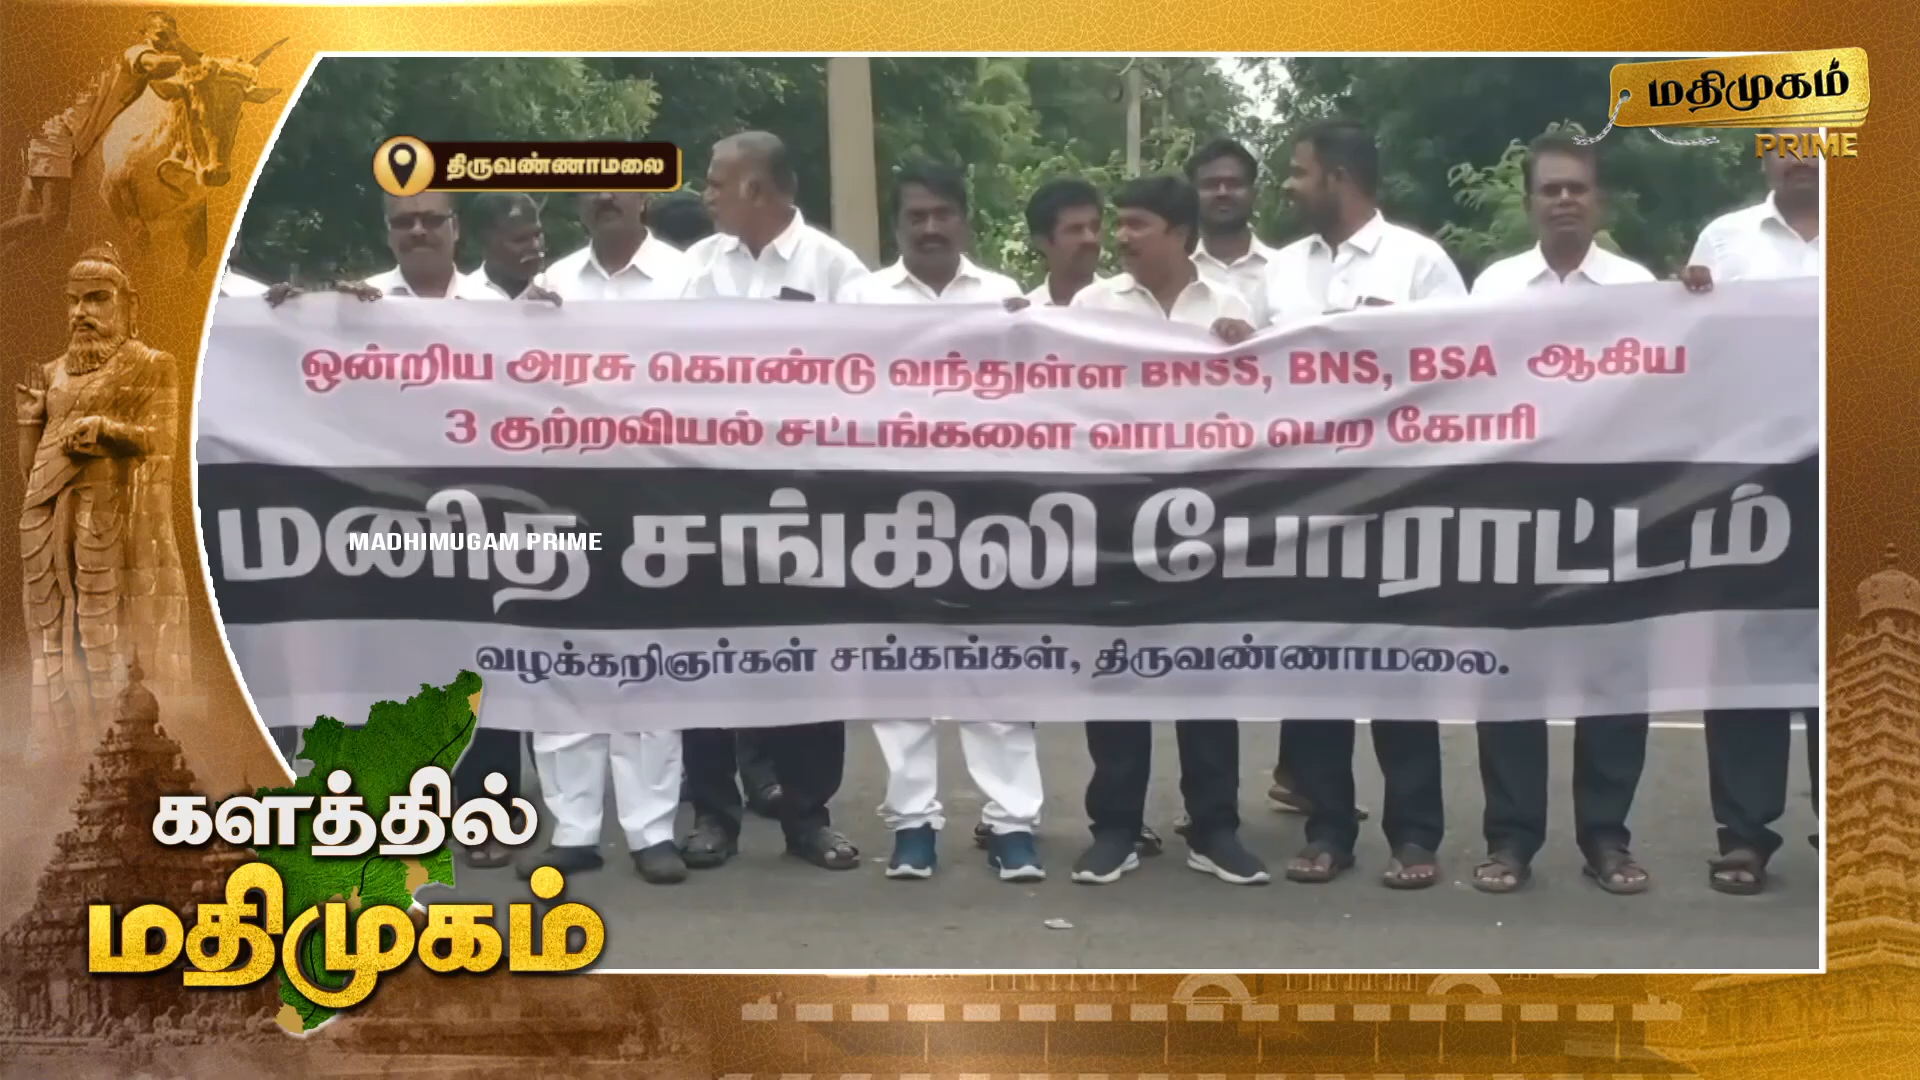 மதிமுகம்
PRIME
திருவண்ணாமலை
ஒன்றிய அரசு கொண்டு வந்துள்ள BNSS, BNS, BSA ஆகிய
3 குற்றவியல் சட்டங்களை வாபஸ் பெற கோரி
மனித சங்கிலி போராட்டம்
MADHIMUGAM PRIME
வழக்கறிஞர்கள் சங்கங்கள், திருவண்ணாமலை.
களத்தில்
மதிமுகம்